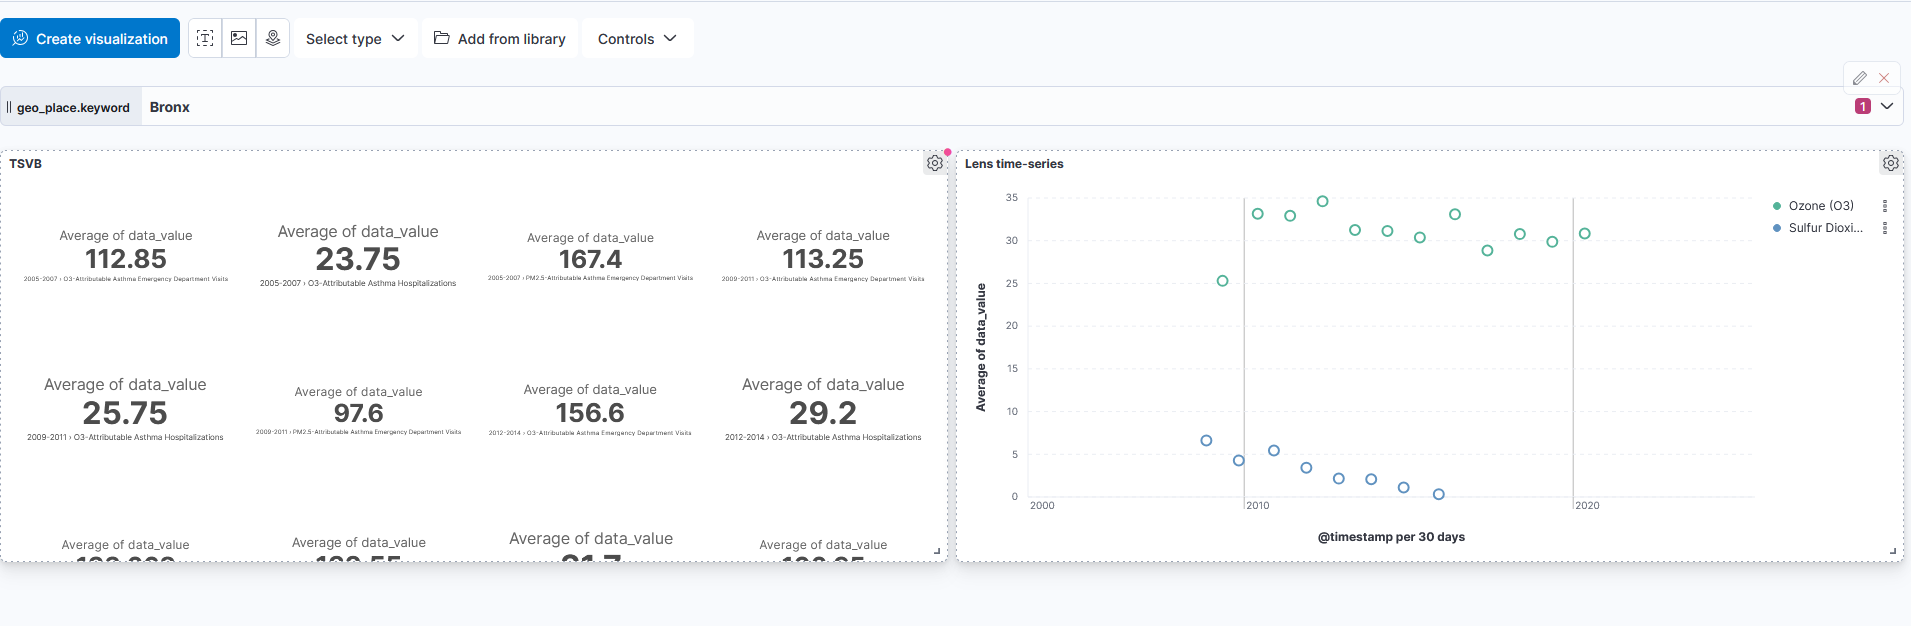 Create visualization
Select type
Add from library
Controls
geo_place.keyword
Bronx
1
TSVB
Average of data_value
112.85
2005-2007 › O3-Attributable Asthma Emergency Department Visits
Average of data_value
23.75
2005-2007 › O3-Attributable Asthma Hospitalizations
Average of data_value
167.4
2005-2007 › PM2.5-Attributable Asthma Emergency Department Visits
Average of data_value
113.25
2009-2011 › O3-Attributable Asthma Emergency Department Visits
Average of data_value
25.75
2009-2011 › O3-Attributable Asthma Hospitalizations
Average of data_value
97.6
2009-2011 › PM2.5-Attributable Asthma Emergency Department Visits
Average of data_value
156.6
2012-2014 › O3-Attributable Asthma Emergency Department Visits
Average of data_value
29.2
2012-2014 › O3-Attributable Asthma Hospitalizations
Average of data_value
Average of data_value
Average of data_value
Average of data_value
Lens time-series
35
30
25
20
15
10
5
0
Average of data_value
2000
2010
2020
@timestamp per 30 days
Ozone (O3)
Sulfur Dioxi...